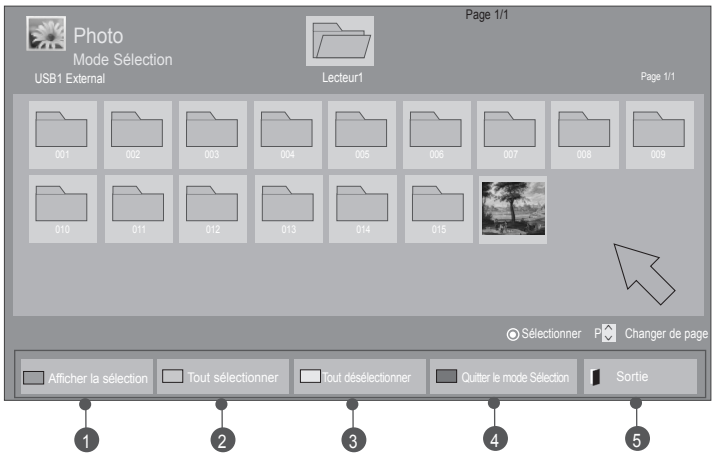 Page 1/1
Photo
Mode Sélection
USB1 External
Lecteur1
Page 1/1
001 002 003 004 005 006 007 008 009
010 011 012 013 014 015
Sélectionner P Changer de page
Afficher la sélection Tout sélectionner Tout désélectionner Quitter le mode Sélection Sortie
1 2 3 4 5